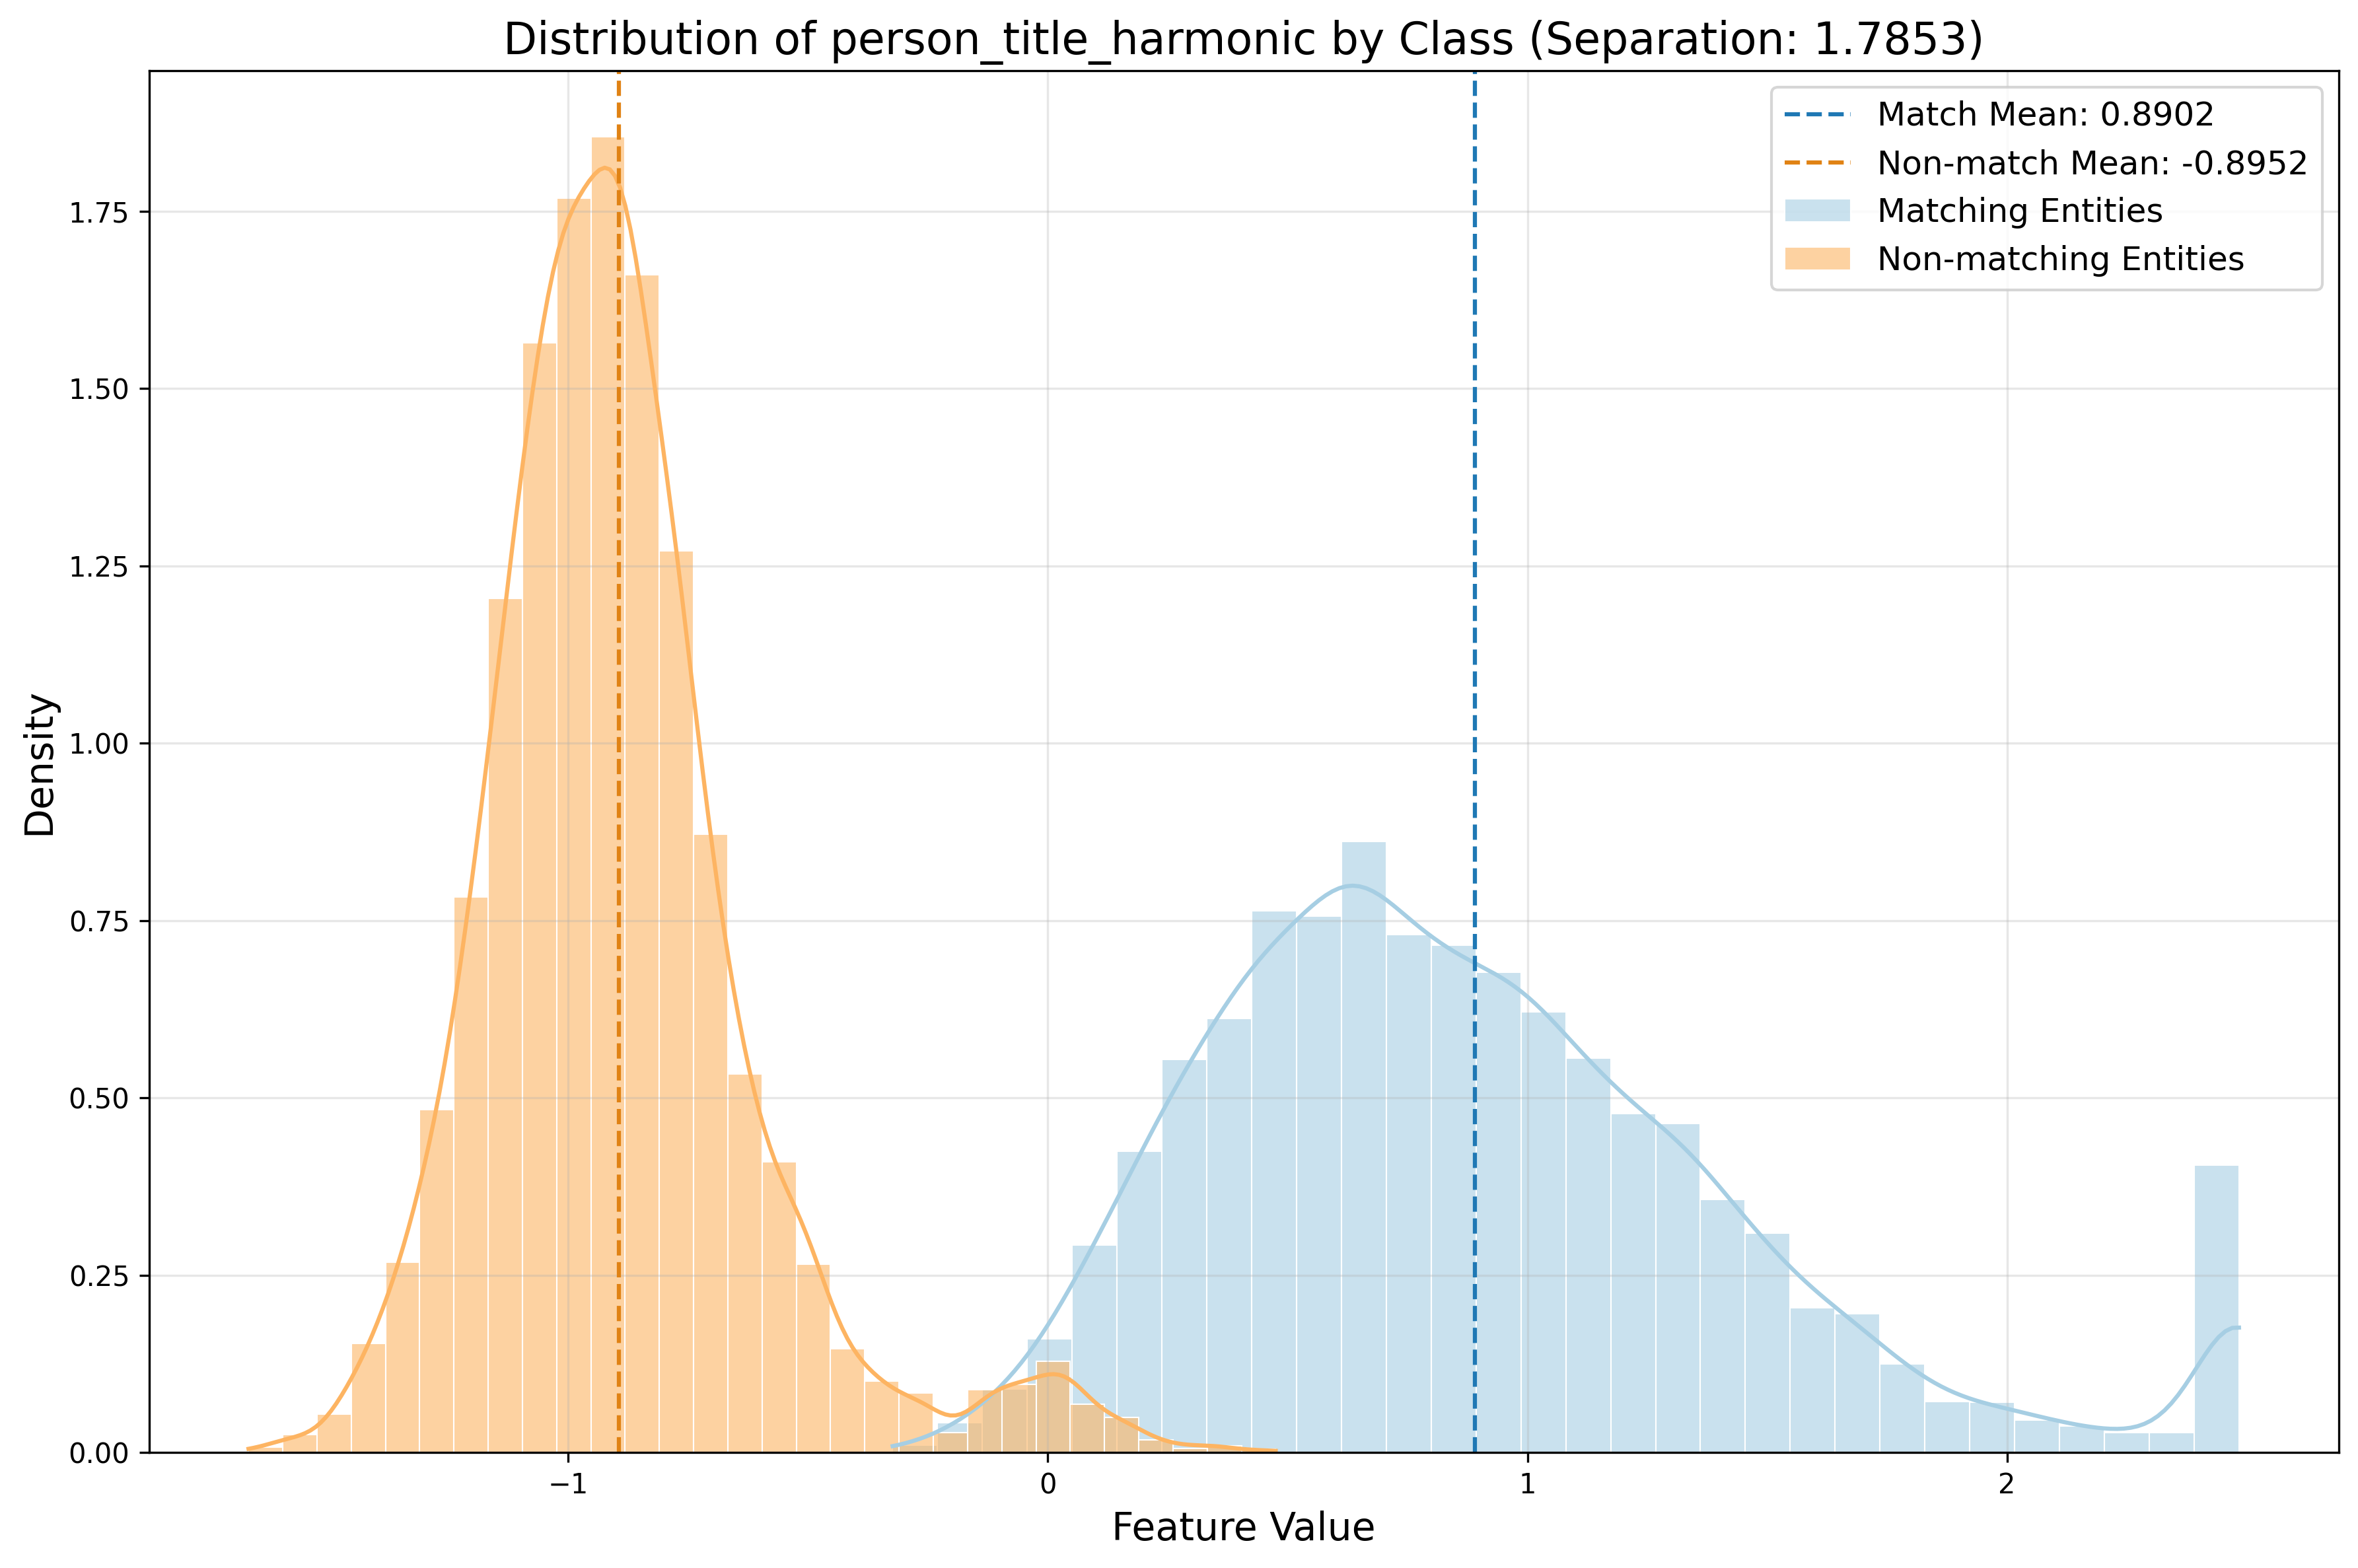 Distribution of person_title_harmonic by Class (Separation: 1.7853)
Match Mean: 0.8902
Non-match Mean: -0.8952
Matching Entities
Non-matching Entities
Density
1.75
1.50
1.25
1.00
0.75
0.50
0.25
0.00
−1
0
1
2
Feature Value